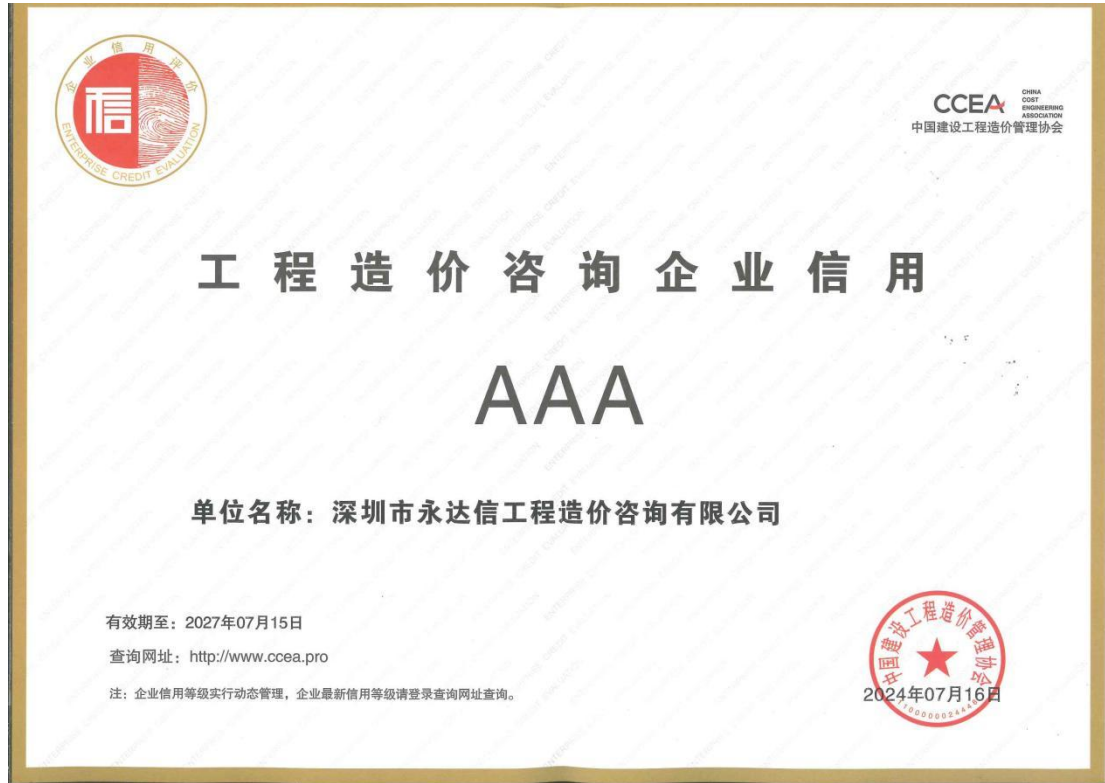 企业信用评价
ENTERPRISE CREDIT EVALUATION
信
CCEA
CHINA
COST
ENGINEERING
ASSOCIATION
中国建设工程造价管理协会
工程造价咨询企业信用
AAA
单位名称：深圳市永达信工程造价咨询有限公司
有效期至：2027年07月15日
查询网址：http://www.ccea.pro
注：企业信用等级实行动态管理，企业最新信用等级请登录查询网址查询。
中国建设工程造价管理协会
2024年07月16日